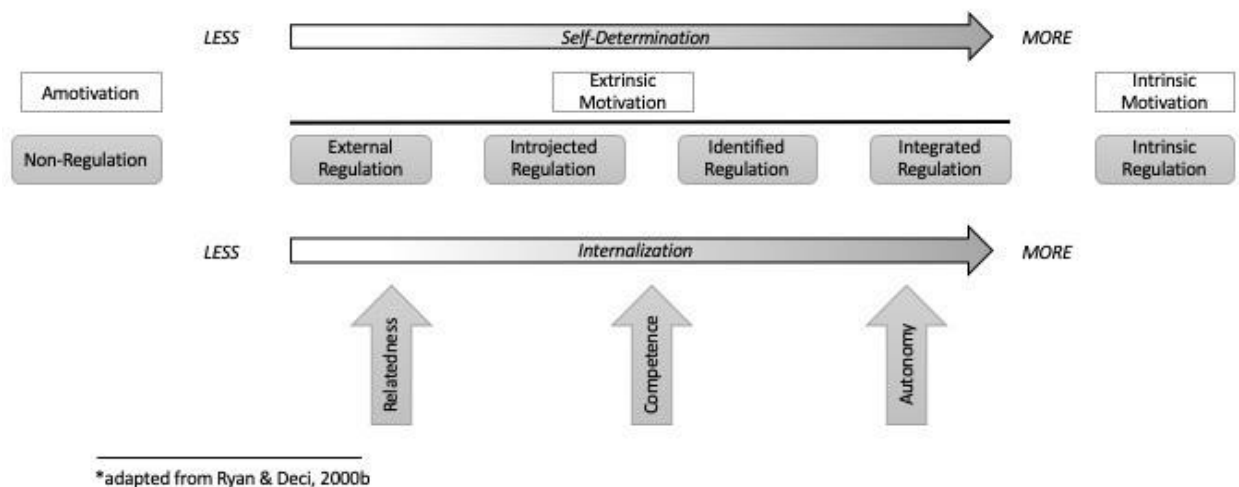 LESS
Self-Determination
MORE
Amotivation
Extrinsic
Motivation
Intrinsic
Motivation
Non-Regulation
External
Regulation
Introjected
Regulation
Identified
Regulation
Integrated
Regulation
Intrinsic
Regulation
LESS
Internalization
MORE
Relatedness
Competence
Autonomy
*adapted from Ryan & Deci, 2000b